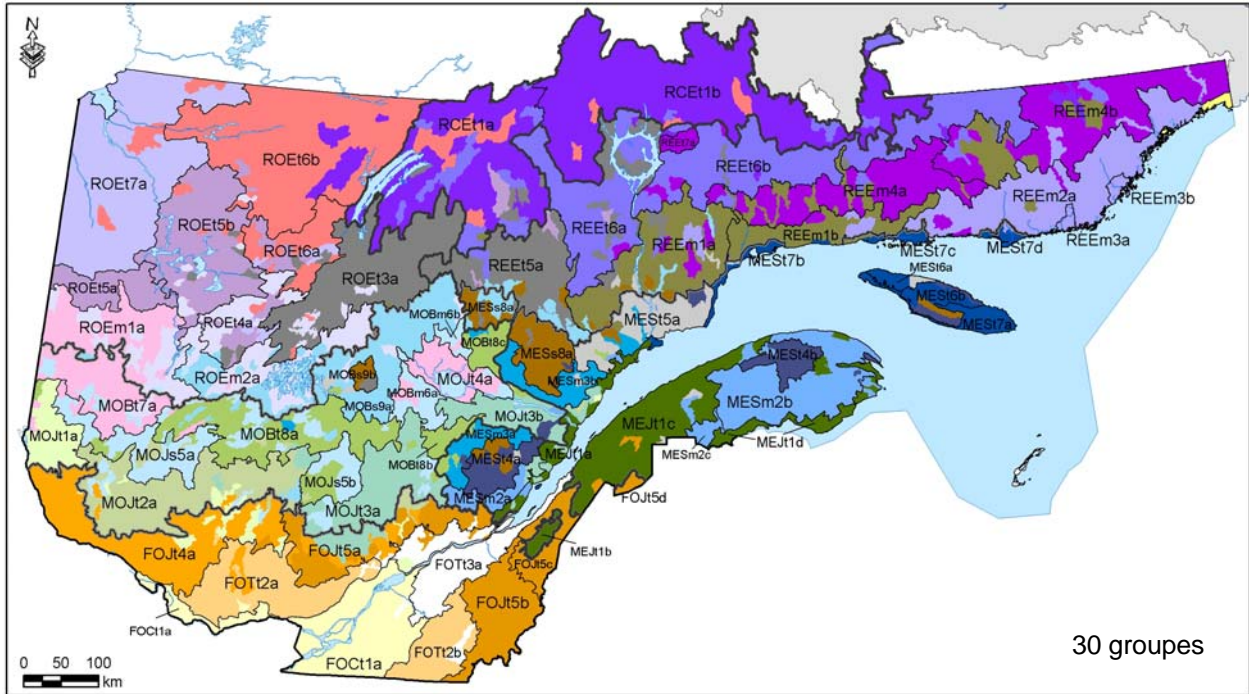 N
RCEt1b
RCEt1a
REEm4b
ROEt6b
REEt7a
ROEt7a
REEt6b
ROEt5b
REEm4a
REEm2a
REEm3b
REEt6a
ROEt6a
REEm1a
REEm1b
REEm3a
MESt7c
MESt7d
MESt7b
REEt5a
ROEt3a
MESt6a
ROEt5a
MESt6b
ROEt4a
MESs8a
MESt5a
MESt7a
ROEm1a
MOBm6b
MOBt8c
MESs8a
MESt4b
ROEm2a
MOBs9b
MOJt4a
MESm3b
MOBm6a
MOBt7a
MOBs9a
MESm2b
MOJt3b
MEJt1c
MOJt1a
MOBt8a
MESm3a
MEJt1a
MEJt1d
MESm2c
MOJs5a
MOBt8b
MESt4a
MOJs5b
MESm2a
FOJt5d
MOJt2a
MOJt3a
MEJt1b
FOJt4a
FOJt5a
FOTt3a
FOJt5c
FOTt2a
FOJt5b
FOCt1a
FOTt2b
FOCt1a
30 groupes
0 50 100
km